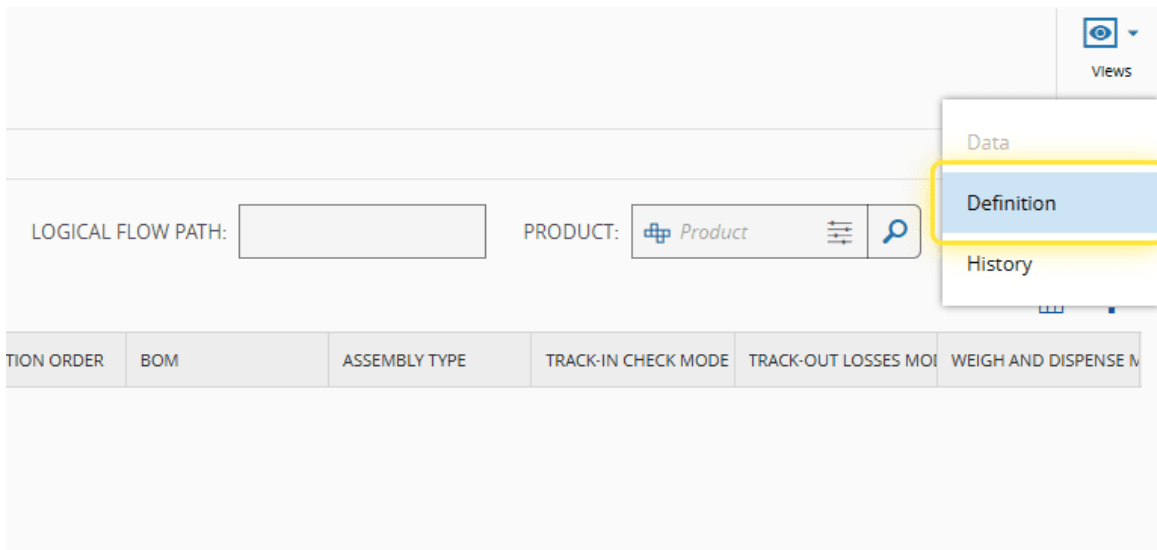 Views
Data
Definition
LOGICAL FLOW PATH: PRODUCT: Product
History
TION ORDER BOM ASSEMBLY TYPE TRACK-IN CHECK MODE TRACK-OUT LOSSES MO WEIGH AND DISPENSE M